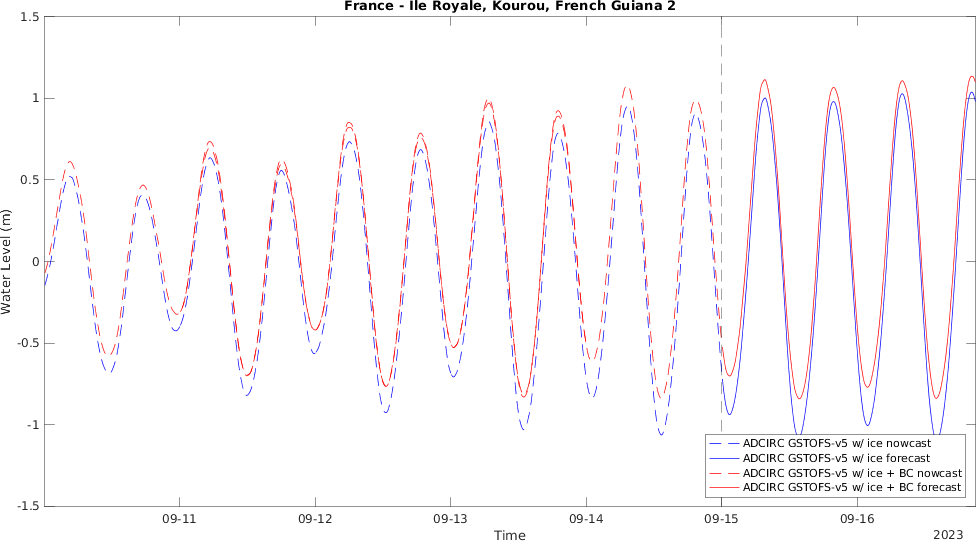 France - Ile Royale, Kourou, French Guiana 2
1.5
1
0.5
0
-0.5
-1
-1.5
Water Level (m)
09-11
09-12
09-13
09-14
09-15
09-16
Time
2023
ADCIRC GSTOFS-v5 w/ ice nowcast
ADCIRC GSTOFS-v5 w/ ice forecast
ADCIRC GSTOFS-v5 w/ ice + BC nowcast
ADCIRC GSTOFS-v5 w/ ice + BC forecast